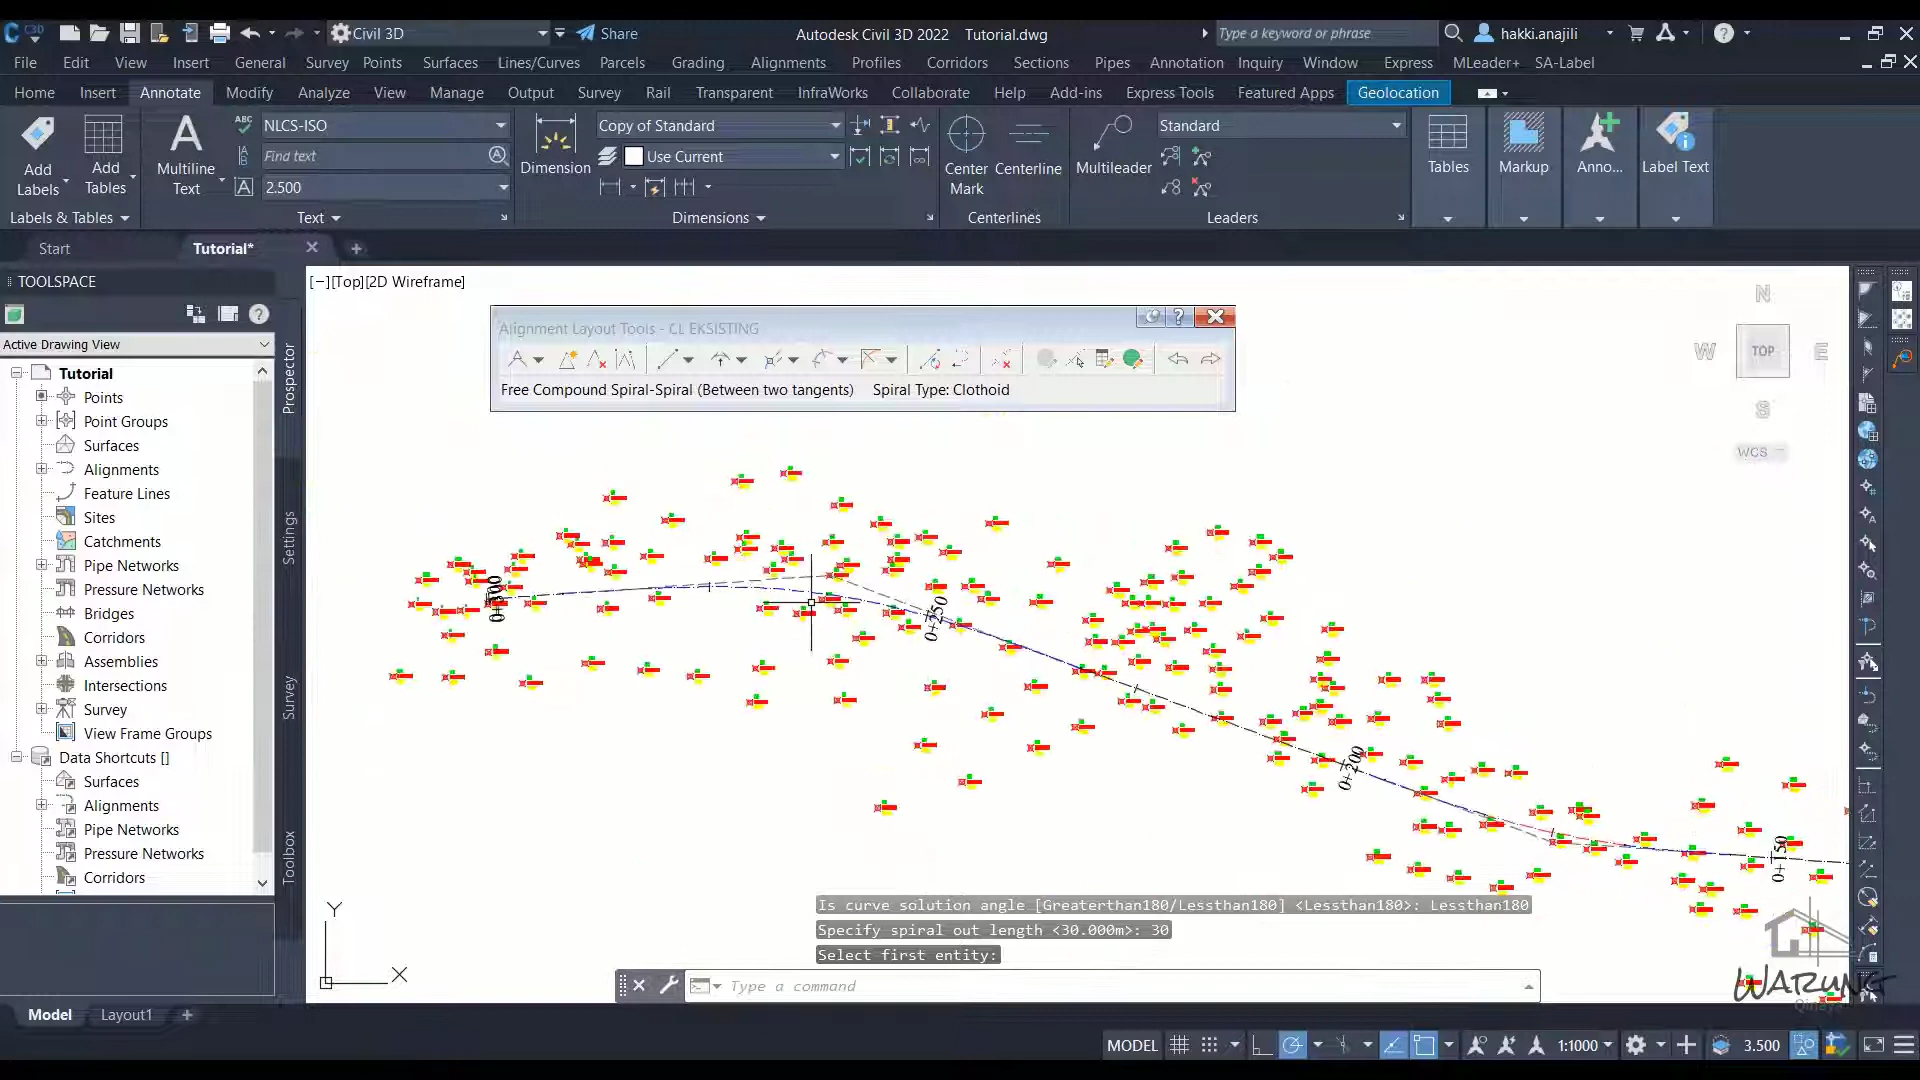 C3D
Civil 3D
Share
Autodesk Civil 3D 2022 Tutorial.dwg
Type a keyword or phrase
hakki.anajili
File Edit View Insert General Survey Points Surfaces Lines/Curves Parcels Grading Alignments Profiles Corridors Sections Pipes Annotation Inquiry Window Express MLeader+ SA-Label
Home Insert Annotate Modify Analyze View Manage Output Survey Rail Transparent InfraWorks Collaborate Help Add-ins Express Tools Featured Apps Geolocation
Add Labels
Add Tables
Labels & Tables
Multiline Text
ABC
NLCS-ISO
Find text
2.500
Text
Dimension
Copy of Standard
Use Current
Dimensions
Center Mark
Centerline
Centerlines
Multileader
Standard
Leaders
Tables
Markup
Anno...
Label Text
Start
Tutorial*
TOOLSPACE
Active Drawing View
Tutorial
Points
Point Groups
Surfaces
Alignments
Feature Lines
Sites
Catchments
Pipe Networks
Pressure Networks
Bridges
Corridors
Assemblies
Intersections
Survey
View Frame Groups
Data Shortcuts []
Surfaces
Alignments
Pipe Networks
Pressure Networks
Corridors
Prospector
Settings
Survey
Toolbox
[−][Top][2D Wireframe]
Alignment Layout Tools - CL EKSISTING
Free Compound Spiral-Spiral (Between two tangents) Spiral Type: Clothoid
N
W
TOP
E
S
WCS
0+250
0+200
0+150
Y
X
Is curve solution angle [Greaterthan180/Lessthan180] <Lessthan180>: Lessthan180
Specify spiral out length <30.000m>: 30
Select first entity:
Type a command
WARUNG
Model
Layout1
MODEL
1:1000
3.500